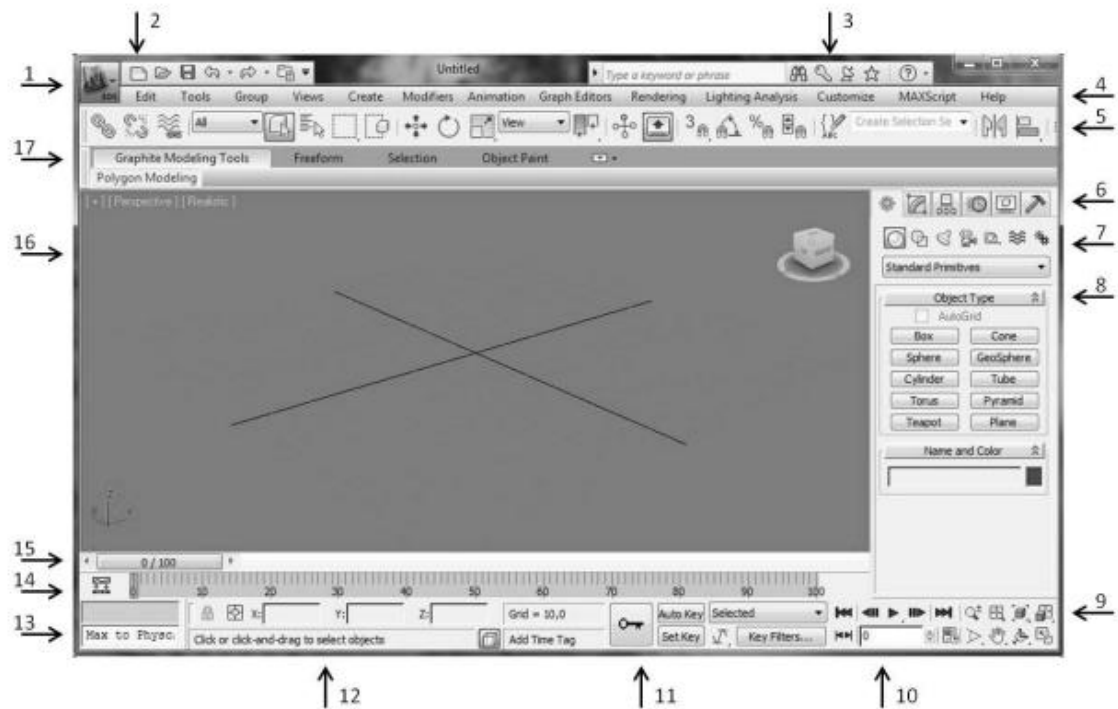 2
3
1
Untitled
Type a keyword or phrase
4
Edit Tools Group Views Create Modifiers Animation Graph Editors Rendering Lighting Analysis Customize MAXScript Help
5
All
View
3
%
ABC
Create Selection Se
17
Graphite Modeling Tools Freeform Selection Object Paint
Polygon Modeling
6
[ + ] [ Perspective ] [ Realistic ]
16
7
Standard Primitives
8
Object Type
AutoGrid
Box Cone
Sphere GeoSphere
Cylinder Tube
Torus Pyramid
Teapot Plane
Name and Color
Z
15
0 / 100
14
0 10 20 30 40 50 60 70 80 90 100
X: Y: Z: Grid = 10,0 Auto Key Selected
9
13
Max to Physc. Click or click-and-drag to select objects Add Time Tag Set Key Key Filters... 0
12
11
10